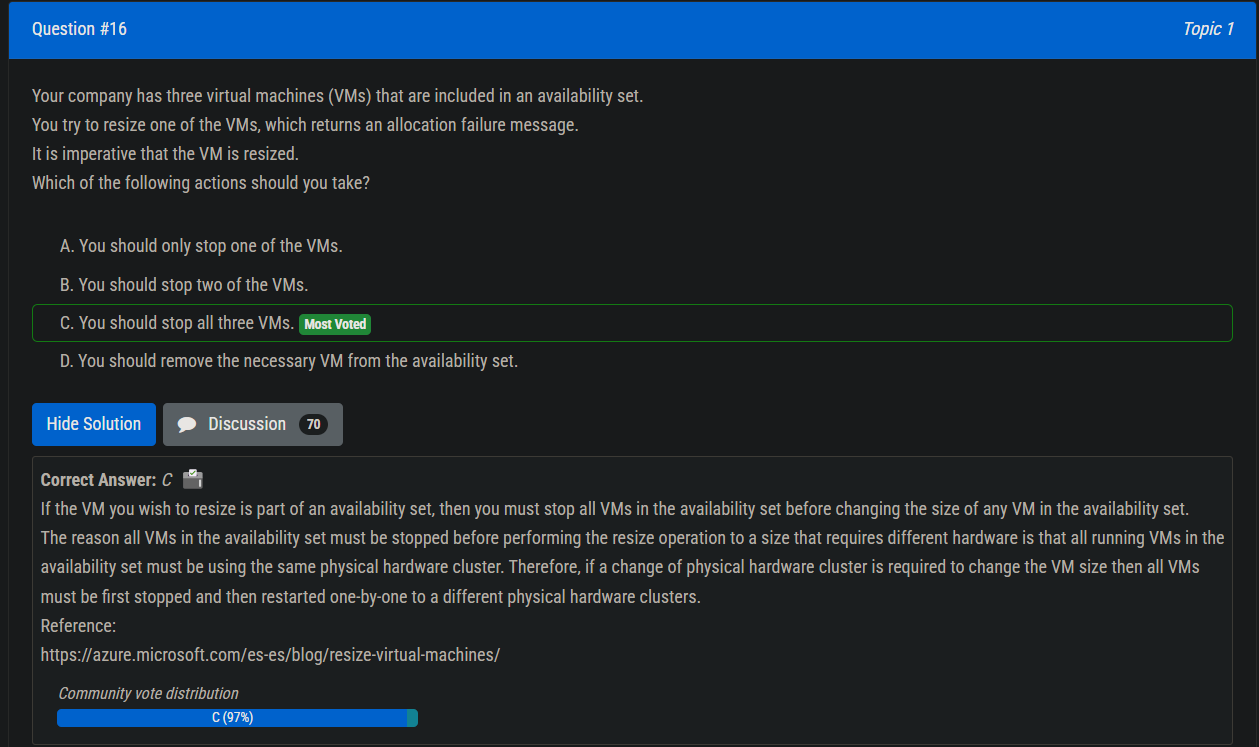 Question #16
Topic 1
Your company has three virtual machines (VMs) that are included in an availability set.
You try to resize one of the VMs, which returns an allocation failure message.
It is imperative that the VM is resized.
Which of the following actions should you take?
A. You should only stop one of the VMs.
B. You should stop two of the VMs.
C. You should stop all three VMs. Most Voted
D. You should remove the necessary VM from the availability set.
Hide Solution
Discussion 70
Correct Answer: C
If the VM you wish to resize is part of an availability set, then you must stop all VMs in the availability set before changing the size of any VM in the availability set.
The reason all VMs in the availability set must be stopped before performing the resize operation to a size that requires different hardware is that all running VMs in the
availability set must be using the same physical hardware cluster. Therefore, if a change of physical hardware cluster is required to change the VM size then all VMs
must be first stopped and then restarted one-by-one to a different physical hardware clusters.
Reference:
https://azure.microsoft.com/es-es/blog/resize-virtual-machines/
Community vote distribution
C (97%)